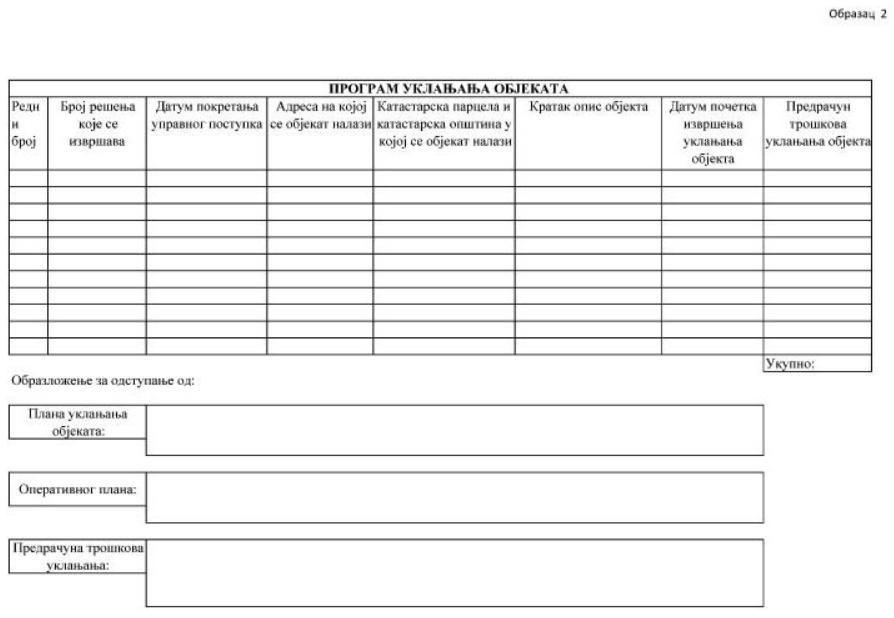 Образац 2
ПРОГРАМ УКЛАЊАЊА ОБЈЕКАТА
Редн
и
број
Број решења
које се
извршава
Датум покретања
управног поступка
Адреса на којој
се објекат налази
Катастарска парцела и
катастарска општина у
којој се објекат налази
Кратак опис објекта
Датум почетка
извршења
уклањања
објекта
Предрачун
трошкова
уклањања објекта
Укупно:
Образложење за одступање од:
Плана уклањања
објеката:
Оперативног плана:
Предрачуна трошкова
уклањања: